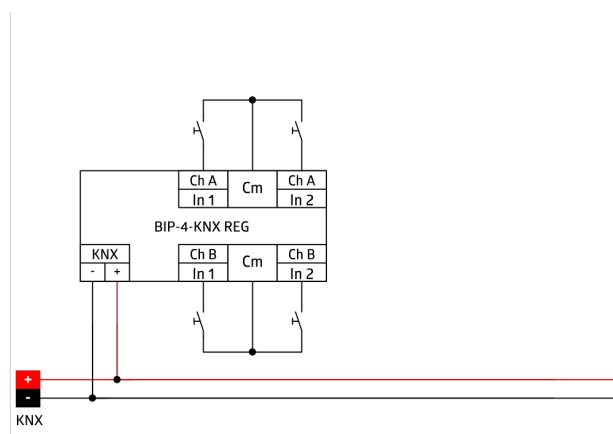 Ch A Cm Ch A
In 1 In 2
BIP-4-KNX REG
KNX Ch B Cm Ch B
- + In 1 In 2
+
-
KNX